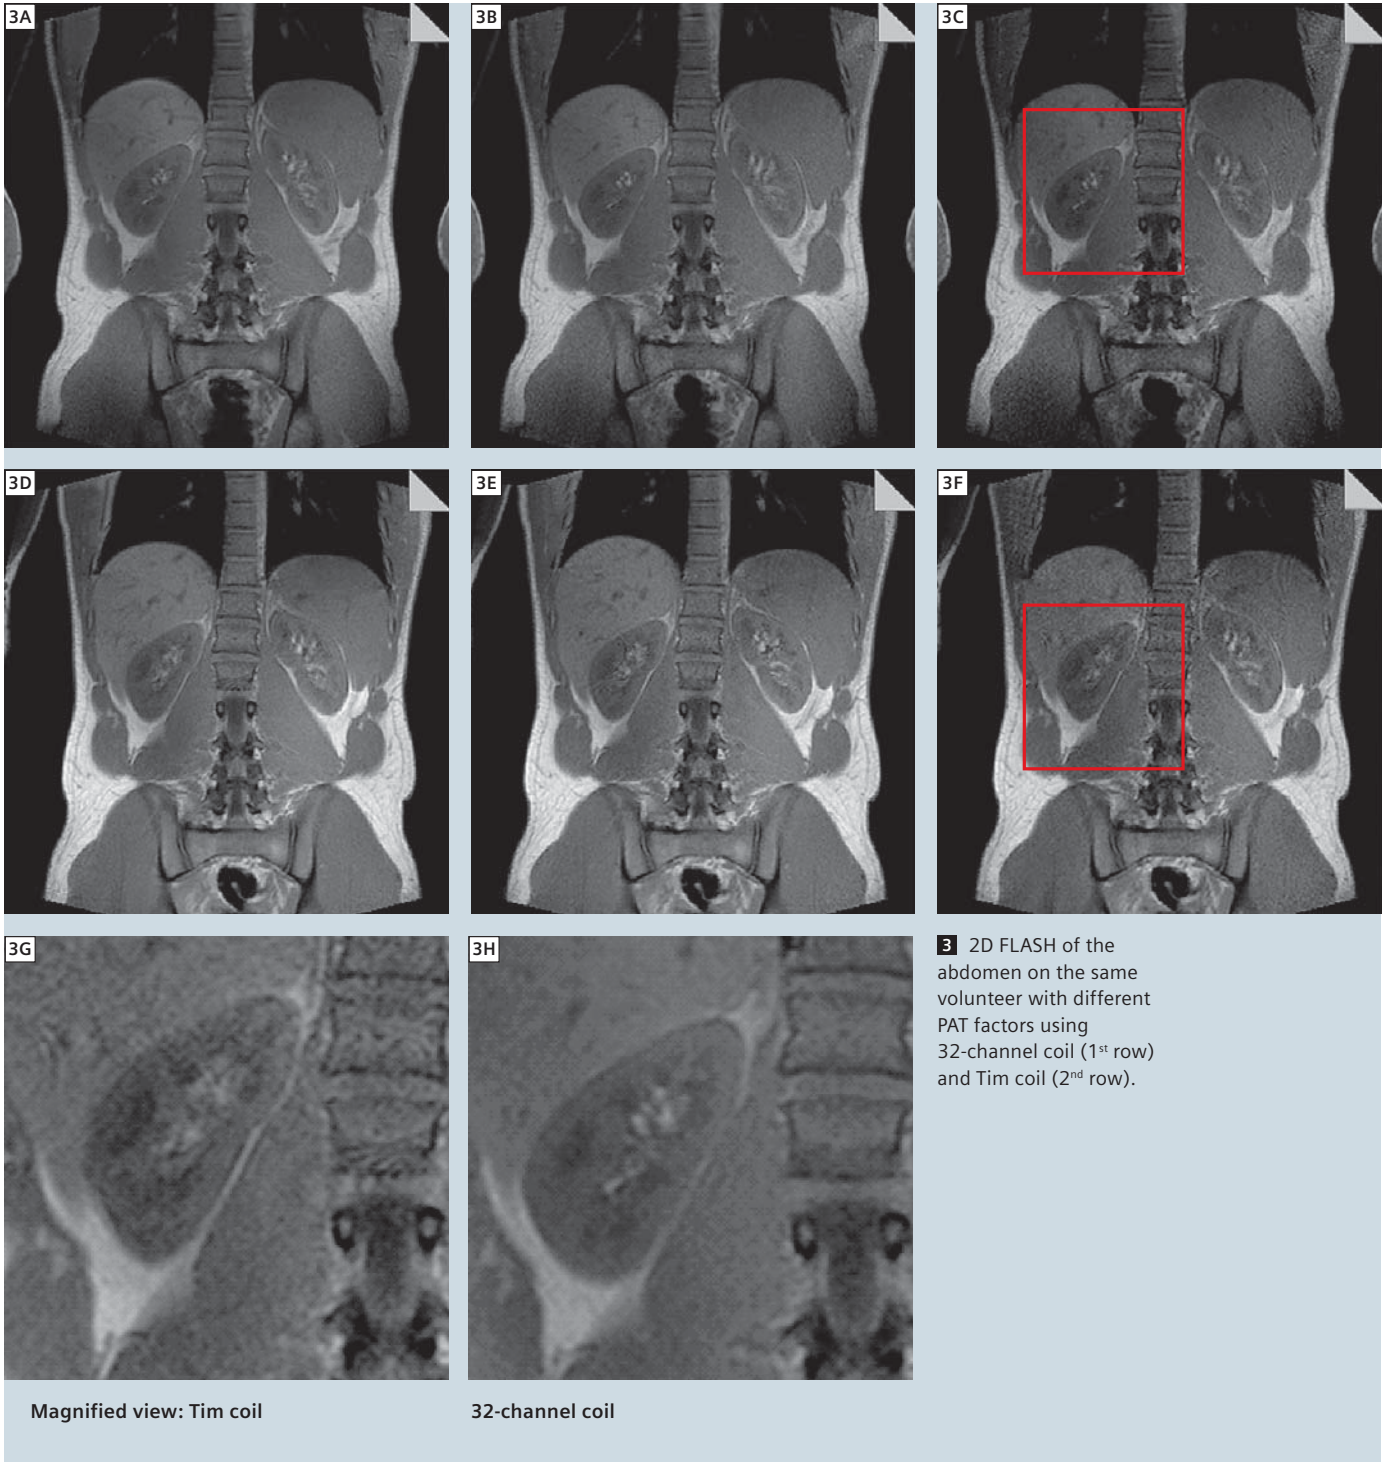 3A
3B
3C
3D
3E
3F
3G
3H
3 2D FLASH of the
abdomen on the same
volunteer with different
PAT factors using
32-channel coil (1st row)
and Tim coil (2nd row).
Magnified view: Tim coil
32-channel coil